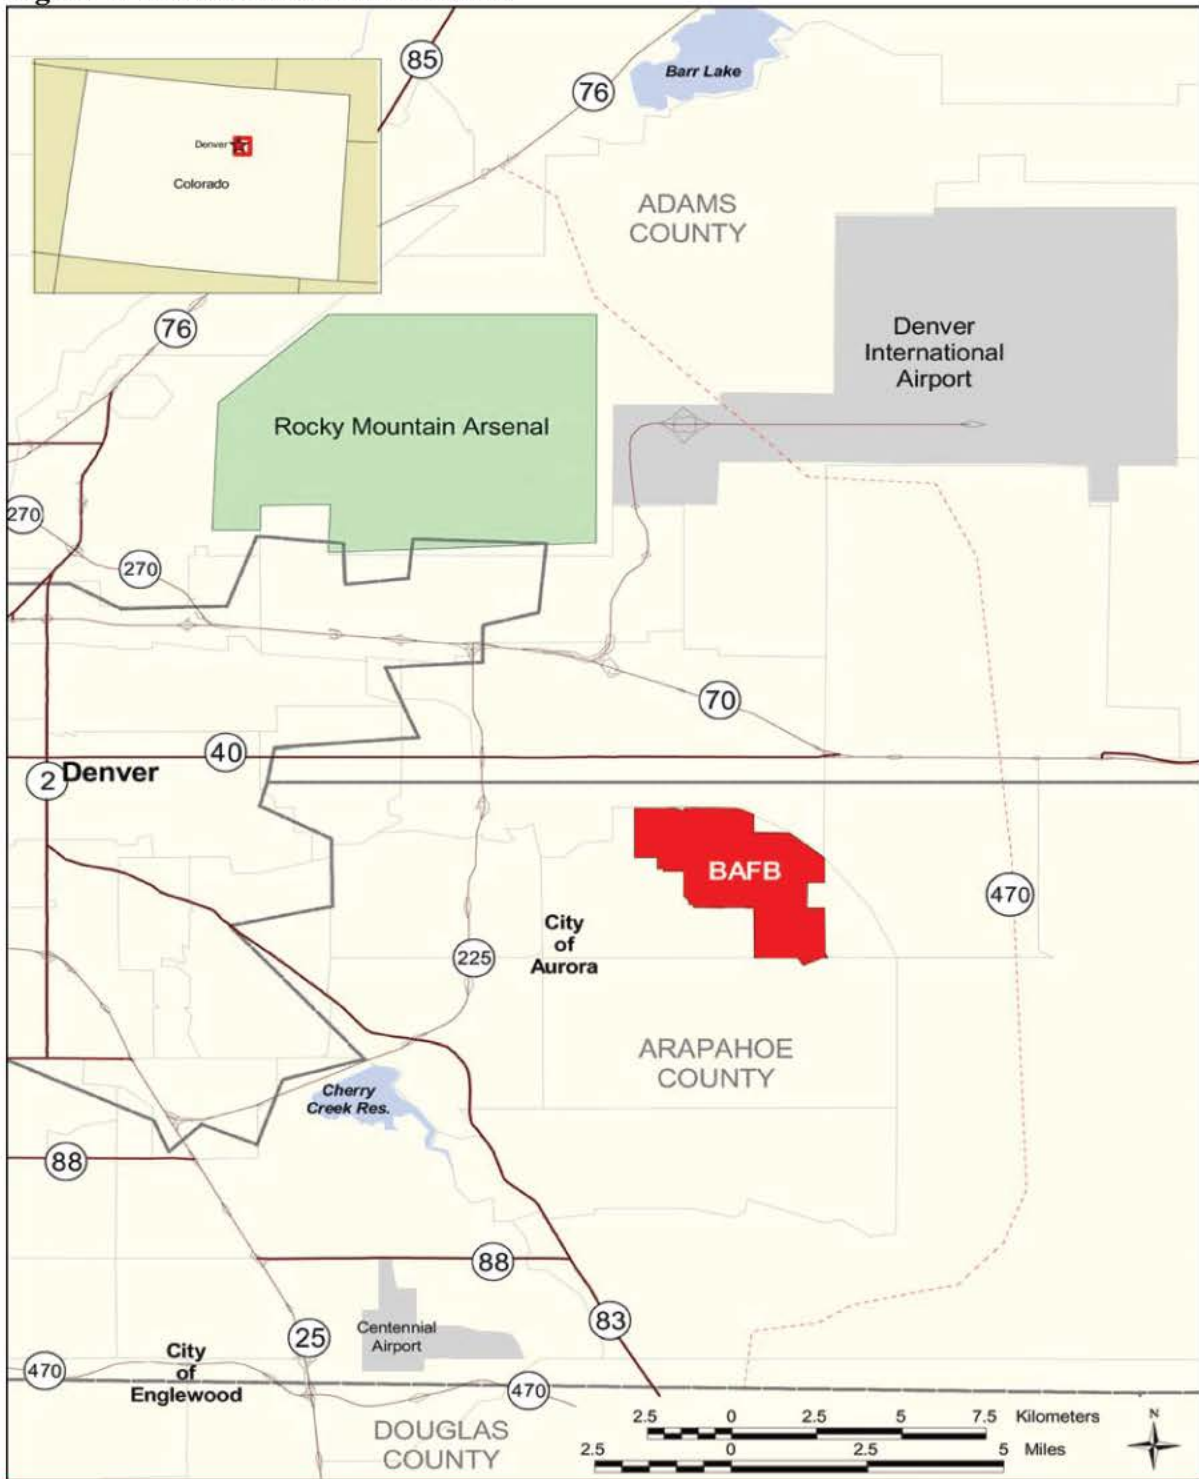 85
76
Barr Lake
Denver
Colorado
ADAMS
COUNTY
76
Denver
International
Airport
Rocky Mountain Arsenal
270
270
70
40
2
Denver
BAFB
470
City
of
Aurora
225
ARAPAHOE
COUNTY
Cherry
Creek Res.
88
88
83
25
Centennial
Airport
City
of
Englewood
470
470
DOUGLAS
COUNTY
2.5 0 2.5 5 7.5 Kilometers
2.5 0 2.5 5 Miles
N